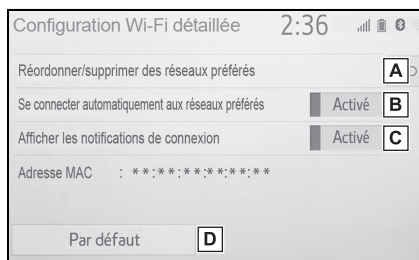 Configuration Wi-Fi détaillée 2:36
Réordonner/supprimer des réseaux préférés A
Se connecter automatiquement aux réseaux préférés Activé B
Afficher les notifications de connexion Activé C
Adresse MAC : **:**:**:**:**:**
Par défaut D